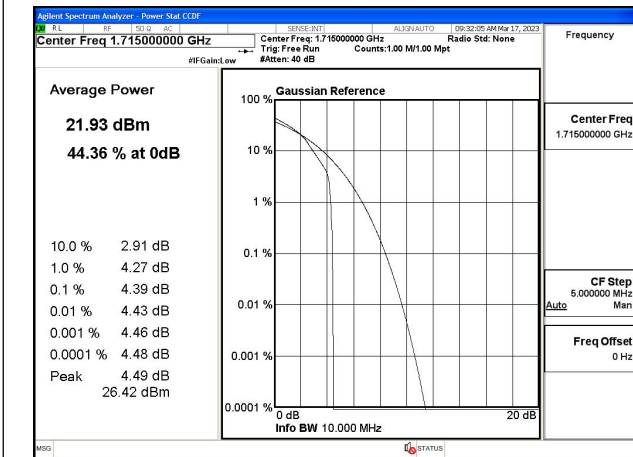 Agilent Spectrum Analyzer - Power Stat CCDF
RL RF 50 Ω AC SENSE:INT ALIGN AUTO 09:32:05 AM Mar 17, 2023
Center Freq 1.715000000 GHz
Center Freq: 1.715000000 GHz Radio Std: None
Trig: Free Run Counts:1.00 M/1.00 Mpt
#IFGain:Low #Atten: 40 dB
Frequency
Average Power
21.93 dBm
44.36 % at 0dB
10.0 % 2.91 dB
1.0 % 4.27 dB
0.1 % 4.39 dB
0.01 % 4.43 dB
0.001 % 4.46 dB
0.0001 % 4.48 dB
Peak 4.49 dB
26.42 dBm
Gaussian Reference
100 %
10 %
1 %
0.1 %
0.01 %
0.001 %
0.0001 %
0 dB 20 dB
Info BW 10.000 MHz
Center Freq
1.715000000 GHz
CF Step
5.000000 MHz
Auto Man
Freq Offset
0 Hz
MSG STATUS